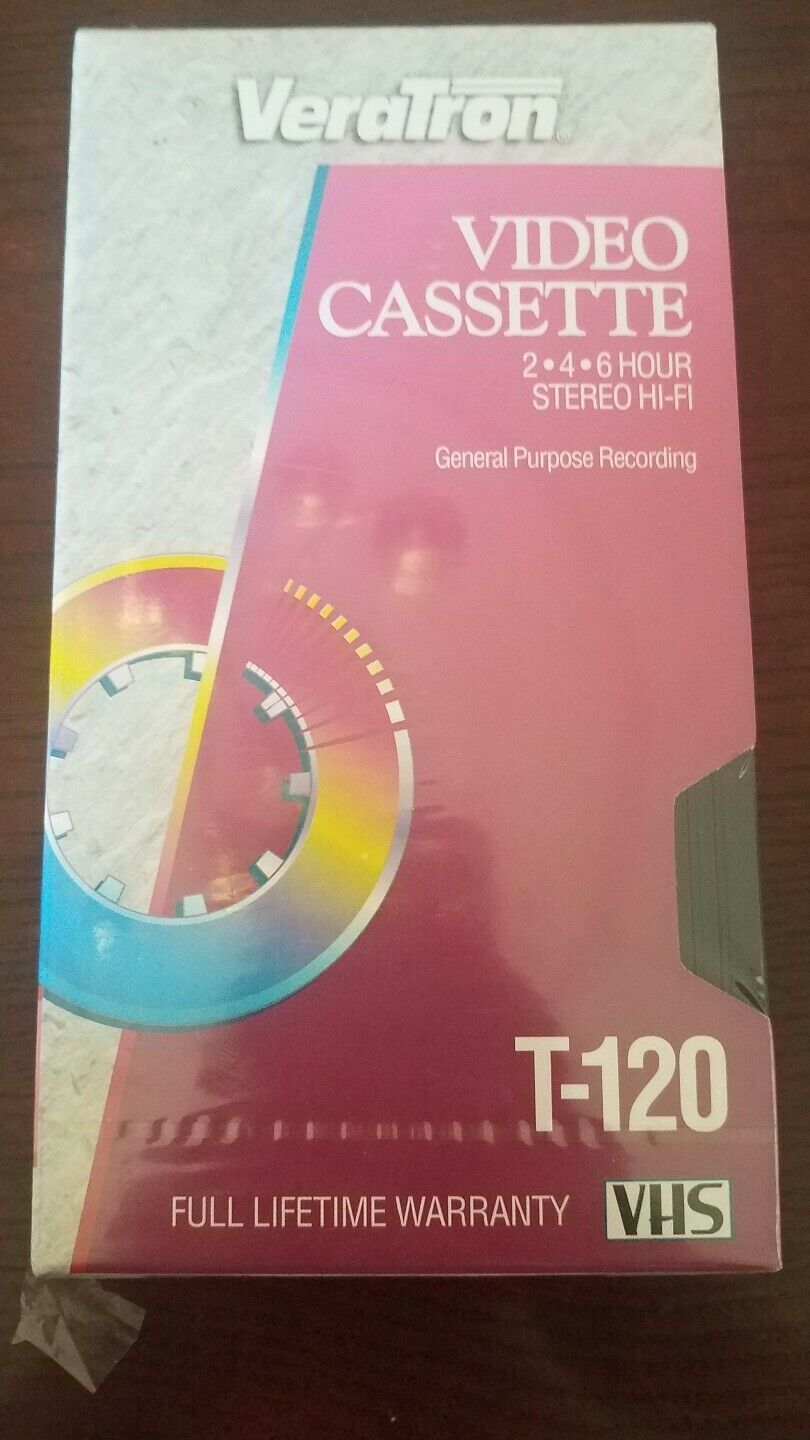 VeraTron
VIDEO
CASSETTE
2•4•6 HOUR
STEREO HI-FI
General Purpose Recording
T-120
FULL LIFETIME WARRANTY
VHS